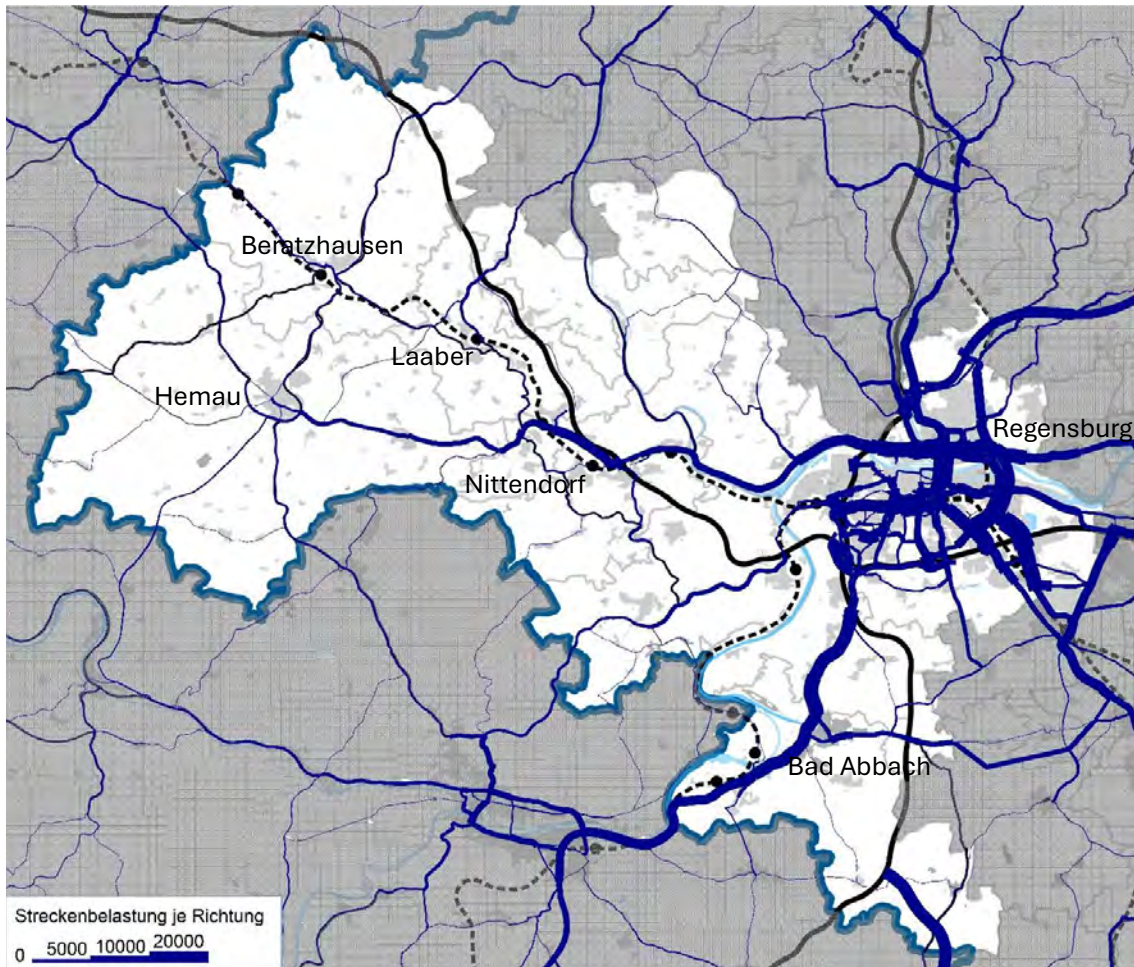 Beratzhausen
Laaber
Hemau
Regensburg
Nittendorf
Bad Abbach
Streckenbelastung je Richtung
0 5000 10000 20000